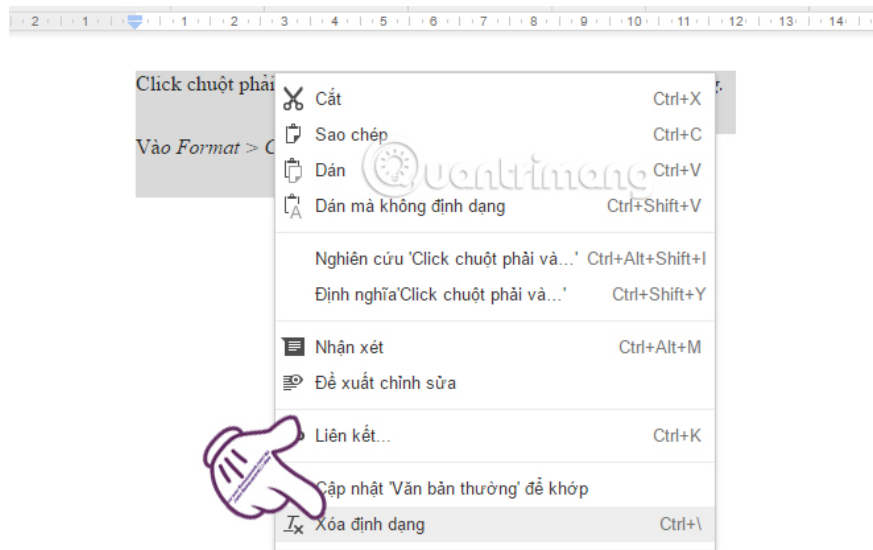 2 1 1 2 3 4 5 6 7 8 9 10 11 12 13 14
Click chuột phải
g.
Vào Format > C
Cắt Ctrl+X
Sao chép Ctrl+C
Dán Ctrl+V
Quantrimang
Dán mà không định dạng Ctrl+Shift+V
Nghiên cứu 'Click chuột phải và...' Ctrl+Alt+Shift+I
Định nghĩa'Click chuột phải và...' Ctrl+Shift+Y
Nhận xét Ctrl+Alt+M
Đề xuất chỉnh sửa
Liên kết... Ctrl+K
Cập nhật 'Văn bản thường' để khớp
Xóa định dạng Ctrl+\